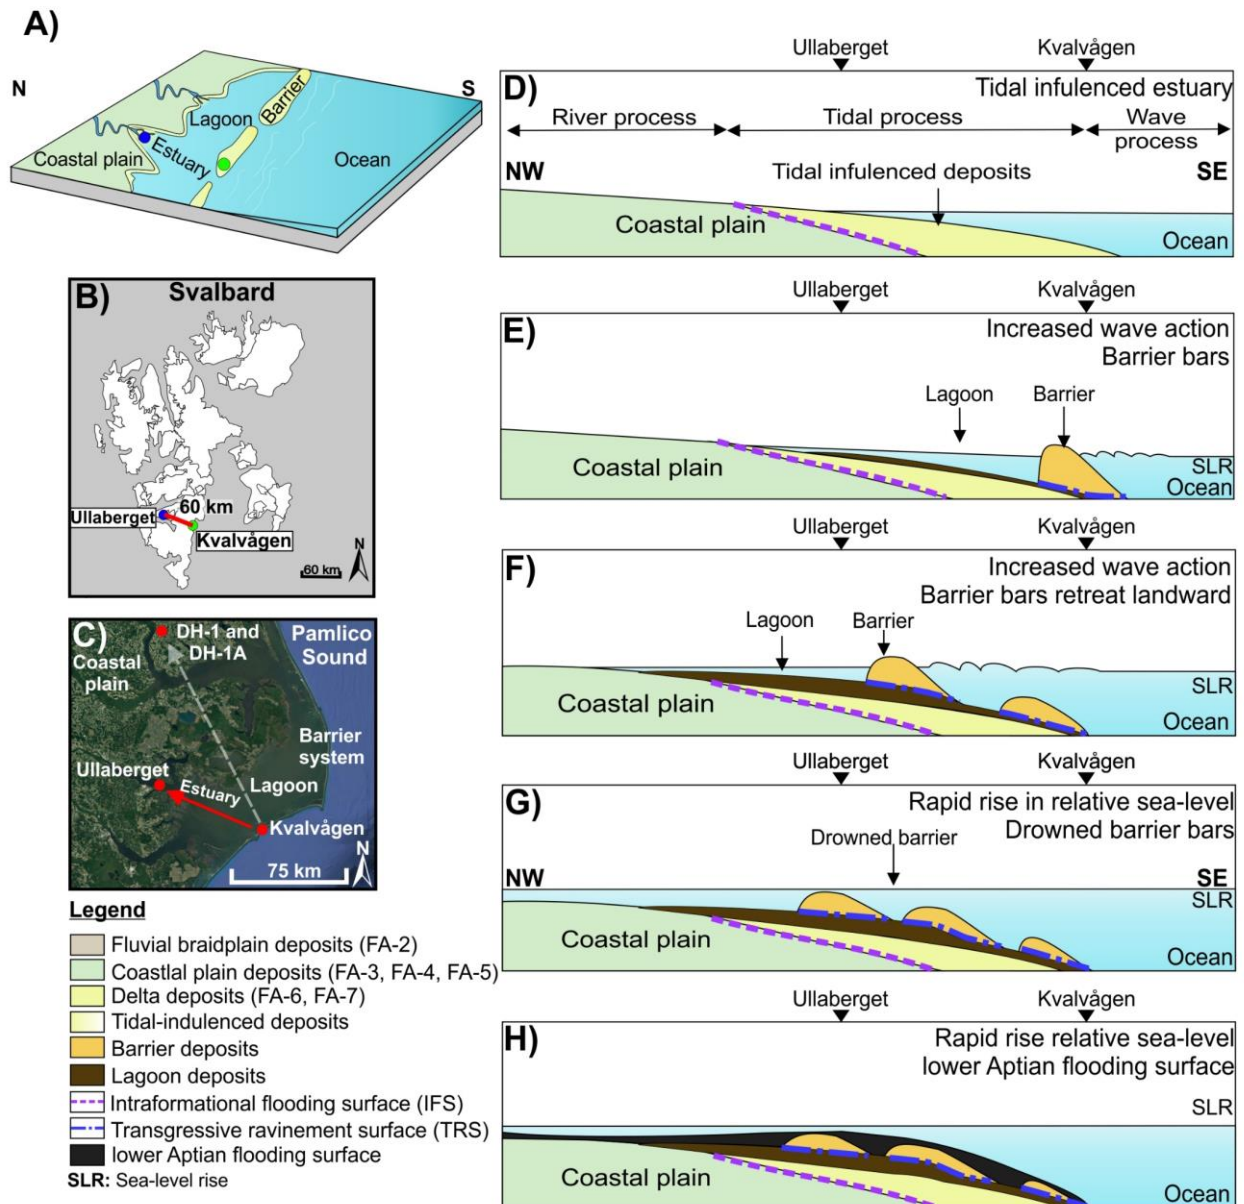 A)
N
S
Lagoon
Barrier
Estuary
Coastal plain
Ocean
B)
Svalbard
60 km
Ullaberget
Kvalvågen
N
60 km
C)
DH-1 and
DH-1A
Pamlico
Sound
Coastal
plain
Barrier
system
Ullaberget
Estuary
Lagoon
Kvalvågen
N
75 km
Legend
Fluvial braidplain deposits (FA-2)
Coastlal plain deposits (FA-3, FA-4, FA-5)
Delta deposits (FA-6, FA-7)
Tidal-indulenced deposits
Barrier deposits
Lagoon deposits
Intraformational flooding surface (IFS)
Transgressive ravinement surface (TRS)
lower Aptian flooding surface
SLR: Sea-level rise
Ullaberget
Kvalvågen
D)
Tidal infulenced estuary
River process
Tidal process
Wave
process
NW
SE
Tidal infulenced deposits
Coastal plain
Ocean
Ullaberget
Kvalvågen
E)
Increased wave action
Barrier bars
Lagoon
Barrier
Coastal plain
SLR
Ocean
Ullaberget
Kvalvågen
F)
Increased wave action
Barrier bars retreat landward
Lagoon
Barrier
Coastal plain
SLR
Ocean
Ullaberget
Kvalvågen
G)
Rapid rise in relative sea-level
Drowned barrier bars
Drowned barrier
NW
SE
SLR
Coastal plain
Ocean
Ullaberget
Kvalvågen
H)
Rapid rise relative sea-level
lower Aptian flooding surface
SLR
Coastal plain
Ocean